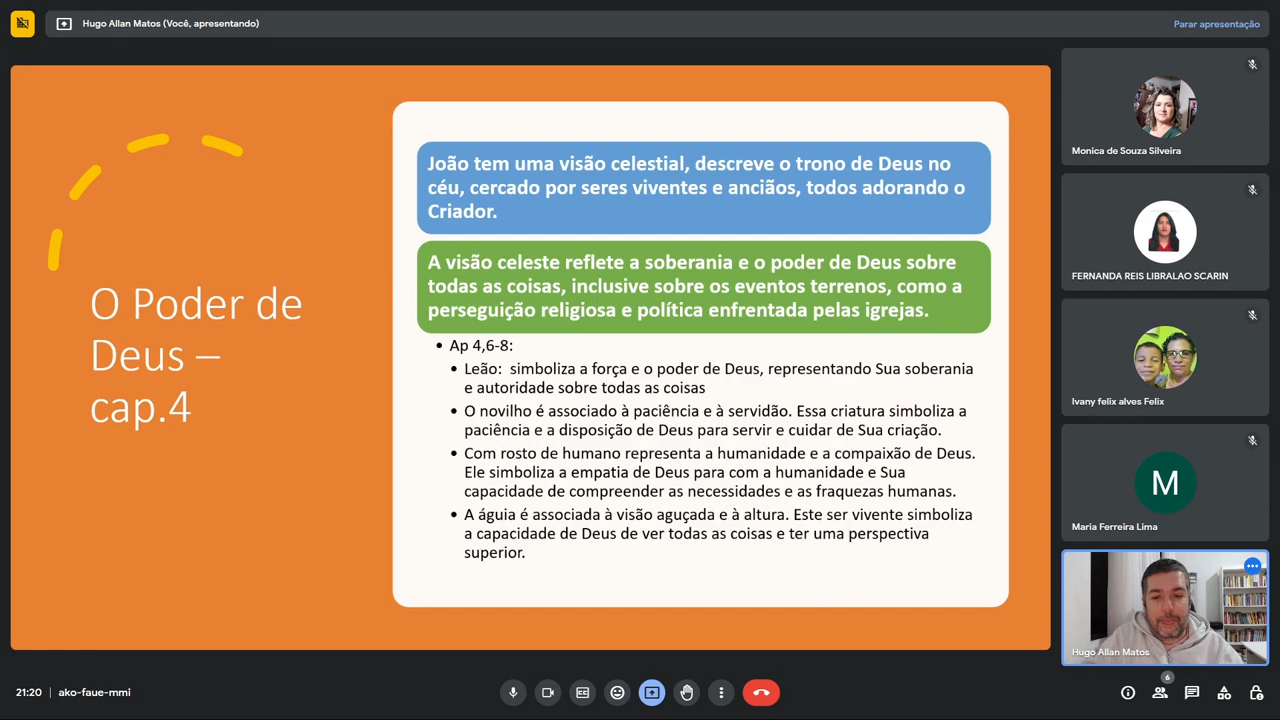 Hugo Allan Matos (Você, apresentando)
Parar apresentação
O Poder de
Deus –
cap.4
João tem uma visão celestial, descreve o trono de Deus no
céu, cercado por seres viventes e anciãos, todos adorando o
Criador.
A visão celeste reflete a soberania e o poder de Deus sobre
todas as coisas, inclusive sobre os eventos terrenos, como a
perseguição religiosa e política enfrentada pelas igrejas.
• Ap 4,6-8:
• Leão: simboliza a força e o poder de Deus, representando Sua soberania
e autoridade sobre todas as coisas
• O novilho é associado à paciência e à servidão. Essa criatura simboliza a
paciência e a disposição de Deus para servir e cuidar de Sua criação.
• Com rosto de humano representa a humanidade e a compaixão de Deus.
Ele simboliza a empatia de Deus para com a humanidade e Sua
capacidade de compreender as necessidades e as fraquezas humanas.
• A águia é associada à visão aguçada e à altura. Este ser vivente simboliza
a capacidade de Deus de ver todas as coisas e ter uma perspectiva
superior.
Monica de Souza Silveira
FERNANDA REIS LIBRALAO SCARIN
Ivany felix alves Felix
M
Maria Ferreira Lima
Hugo Allan Matos
21:20 | ako-faue-mmi
6